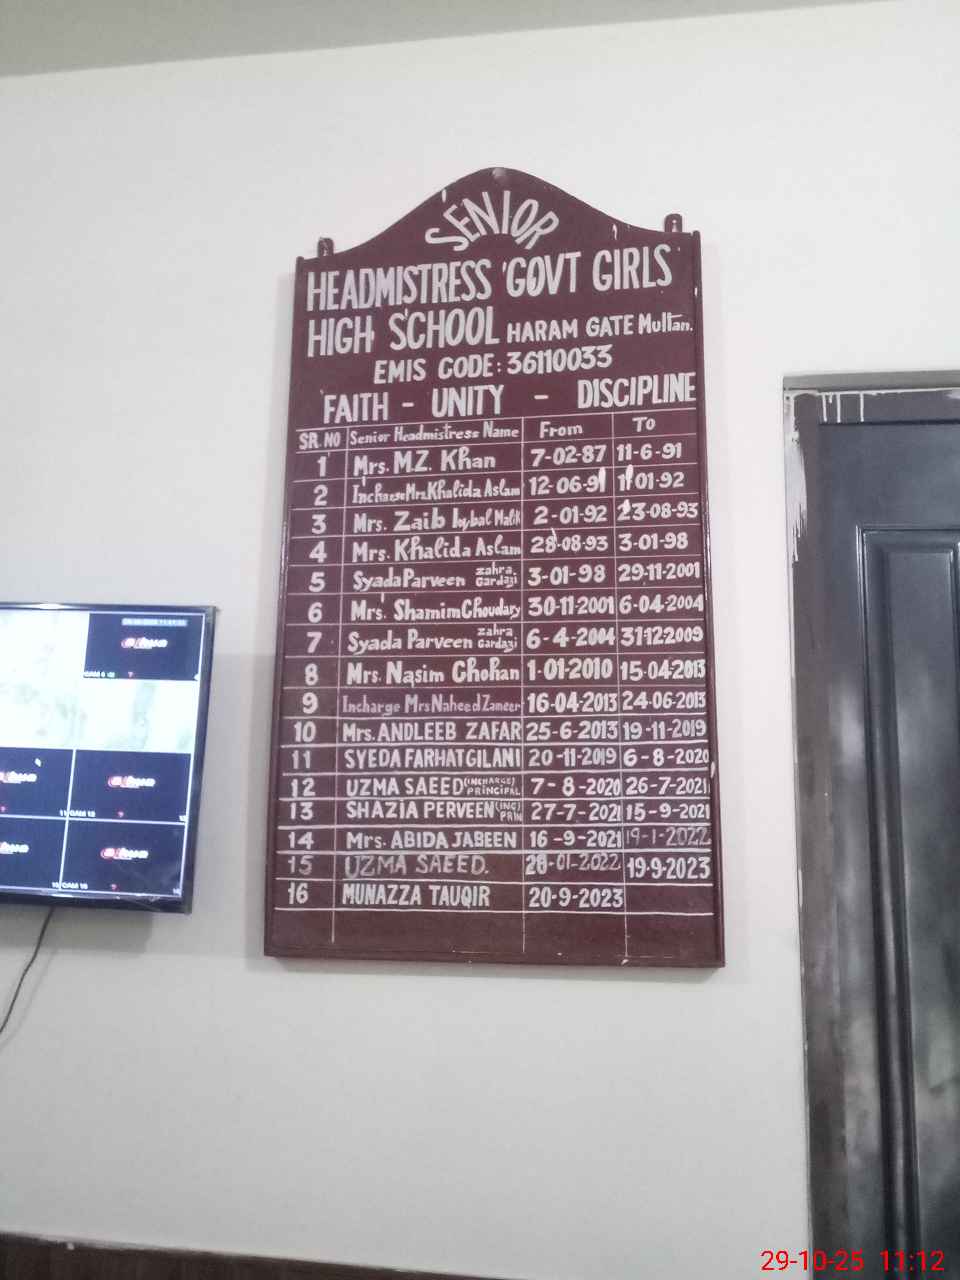 SENIOR
HEADMISTRESS GOVT GIRLS
HIGH SCHOOL HARAM GATE Multan.
EMIS CODE: 36110033
FAITH - UNITY - DISCIPLINE
SR. NO Senior Headmistress Name From To
1 Mrs. M.Z. Khan 7-02-87 11-6-91
2 Incharge Mrs. Khalida Aslam 12-06-91 1-01-92
3 Mrs. Zaib Iqbal Malik 2-01-92 23-08-93
4 Mrs. Khalida Aslam 28-08-93 3-01-98
5 Syada Parveen zahra Gardazi 3-01-98 29-11-2001
6 Mrs. Shamim Choudary 30-11-2001 6-04-2004
7 Syada Parveen zahra Gardazi 6-4-2004 31-12-2009
8 Mrs. Nasim Chohan 1-01-2010 15-04-2013
9 Incharge Mrs Naheed Zameer 16-04-2013 24-06-2013
10 Mrs. ANDLEEB ZAFAR 25-6-2013 19-11-2019
11 SYEDA FARHAT GILANI 20-11-2019 6-8-2020
12 UZMA SAEED (INCHARGE) PRINCIPAL 7-8-2020 26-7-2021
13 SHAZIA PERVEEN (INC) PRIN 27-7-2021 15-9-2021
14 Mrs. ABIDA JABEEN 16-9-2021 19-1-2022
15 UZMA SAEED. 20-01-2022 19.9.2023
16 MUNAZZA TAUQIR 20-9-2023
29-10-25 11:12